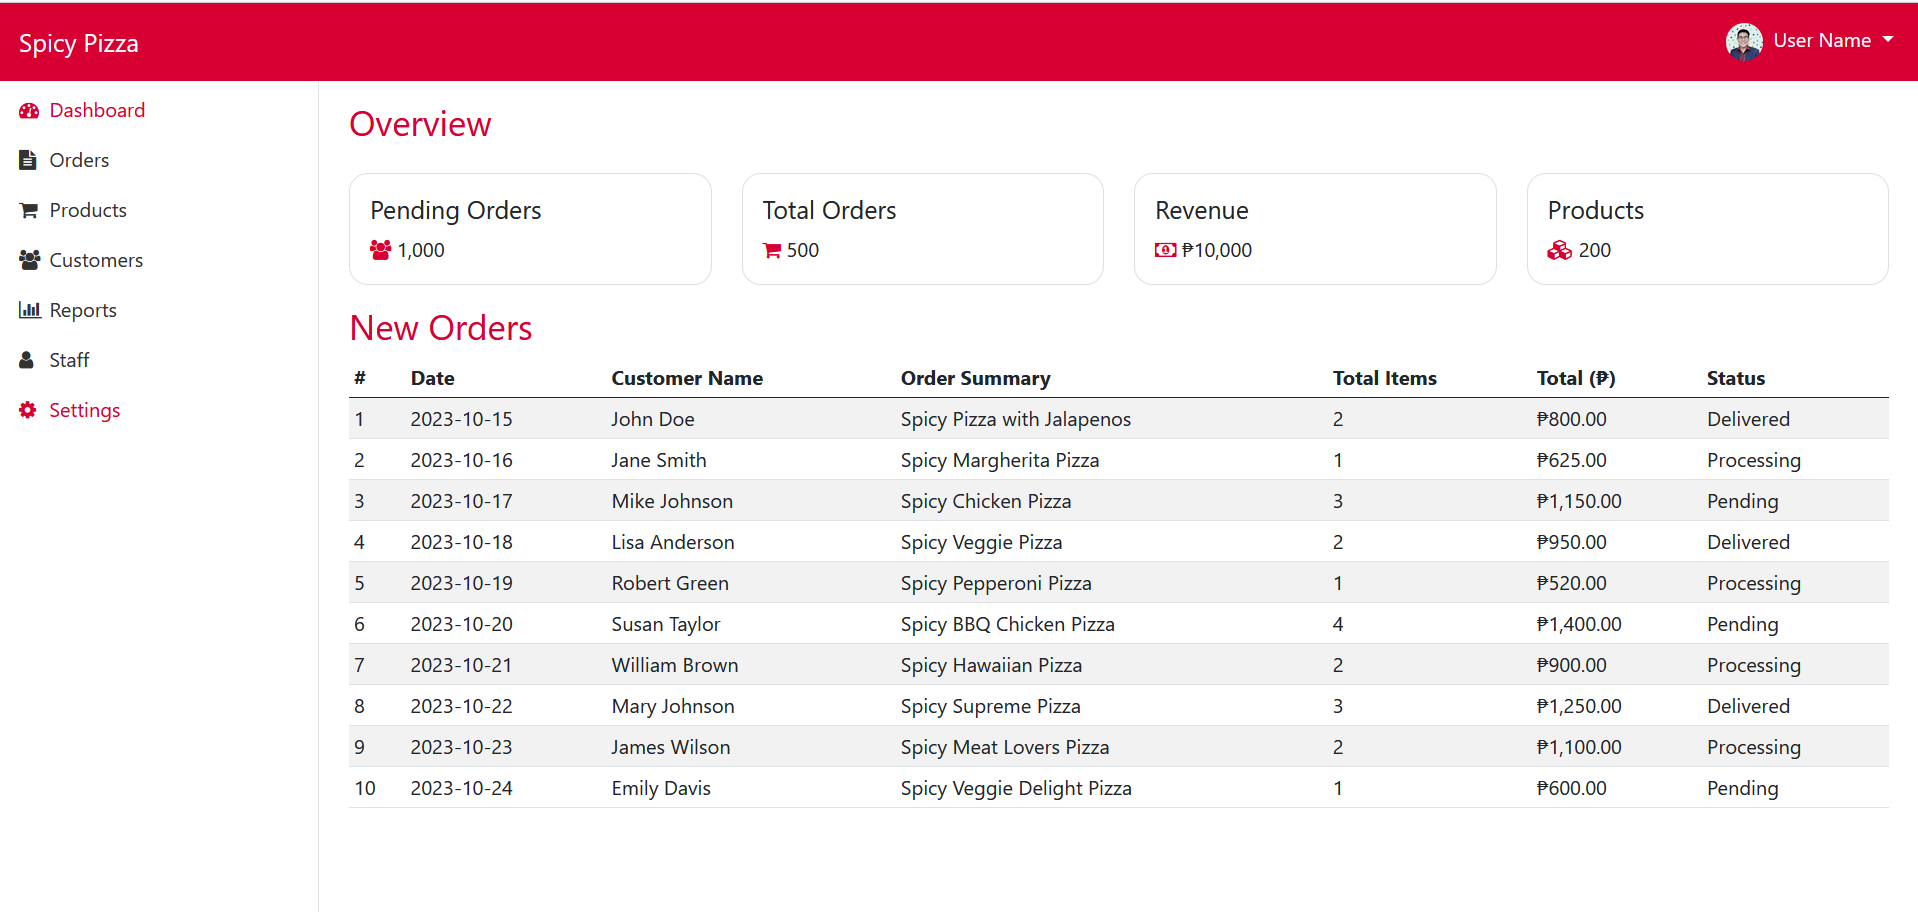 Spicy Pizza
User Name
Dashboard
Orders
Products
Customers
Reports
Staff
Settings
Overview
Pending Orders
1,000
Total Orders
500
Revenue
₱10,000
Products
200
New Orders
# Date Customer Name Order Summary Total Items Total (₱) Status
1 2023-10-15 John Doe Spicy Pizza with Jalapenos 2 ₱800.00 Delivered
2 2023-10-16 Jane Smith Spicy Margherita Pizza 1 ₱625.00 Processing
3 2023-10-17 Mike Johnson Spicy Chicken Pizza 3 ₱1,150.00 Pending
4 2023-10-18 Lisa Anderson Spicy Veggie Pizza 2 ₱950.00 Delivered
5 2023-10-19 Robert Green Spicy Pepperoni Pizza 1 ₱520.00 Processing
6 2023-10-20 Susan Taylor Spicy BBQ Chicken Pizza 4 ₱1,400.00 Pending
7 2023-10-21 William Brown Spicy Hawaiian Pizza 2 ₱900.00 Processing
8 2023-10-22 Mary Johnson Spicy Supreme Pizza 3 ₱1,250.00 Delivered
9 2023-10-23 James Wilson Spicy Meat Lovers Pizza 2 ₱1,100.00 Processing
10 2023-10-24 Emily Davis Spicy Veggie Delight Pizza 1 ₱600.00 Pending